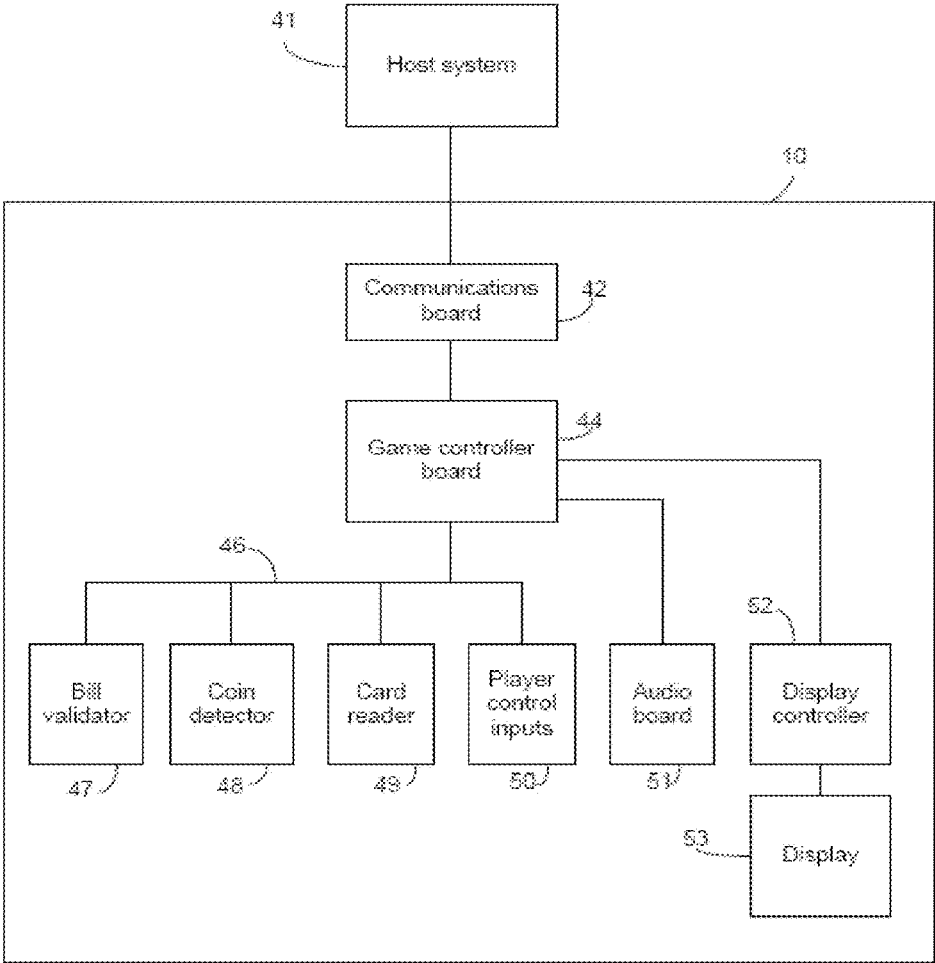 41
Host system
10
Communications
board
42
Game controller
board
44
46
52
Bill
validator
Coin
detector
Card
reader
Player
control
inputs
Audio
board
Display
controller
47
48
49
50
51
53
Display